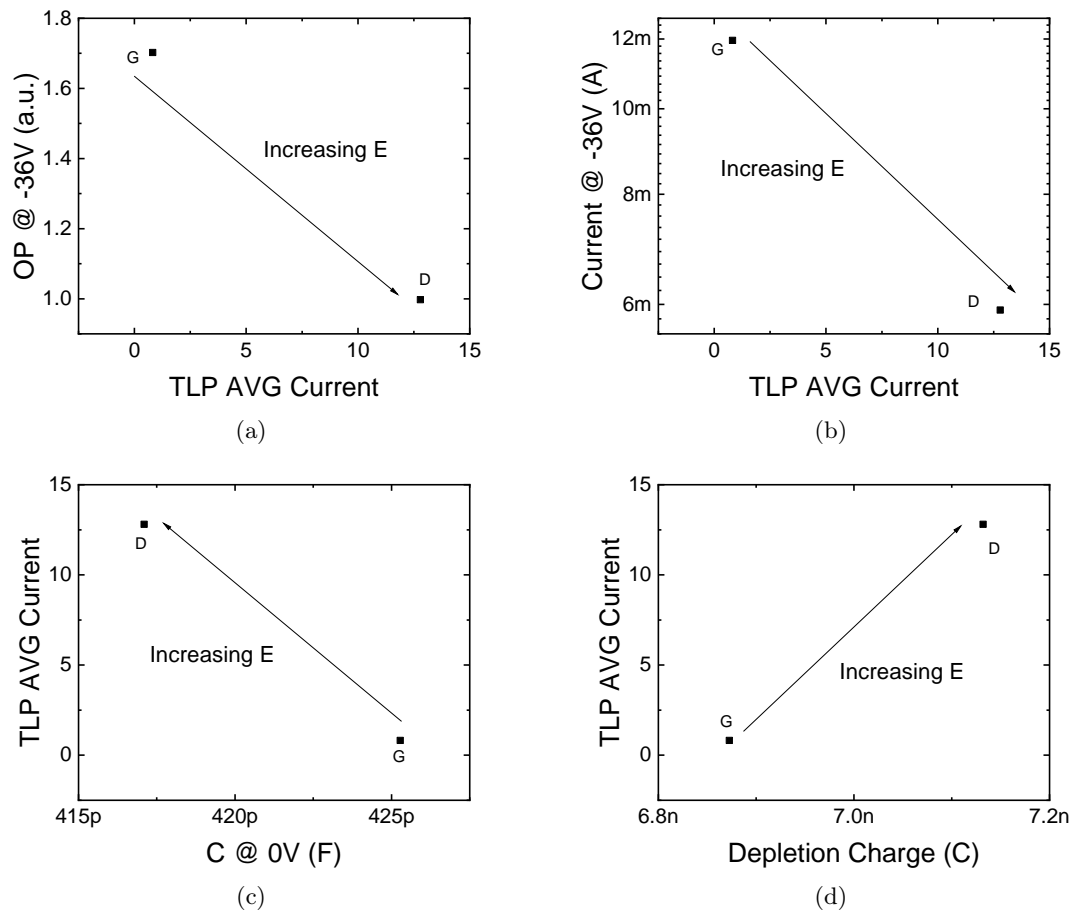 1.8
1.6
1.4
1.2
1.0
OP @ -36V (a.u.)
G
Increasing E
D
0
5
10
15
TLP AVG Current
(a)
12m
10m
8m
6m
Current @ -36V (A)
G
Increasing E
D
0
5
10
15
TLP AVG Current
(b)
15
10
5
0
TLP AVG Current
D
Increasing E
G
415p
420p
425p
C @ 0V (F)
(c)
15
10
5
0
TLP AVG Current
D
Increasing E
G
6.8n
7.0n
7.2n
Depletion Charge (C)
(d)